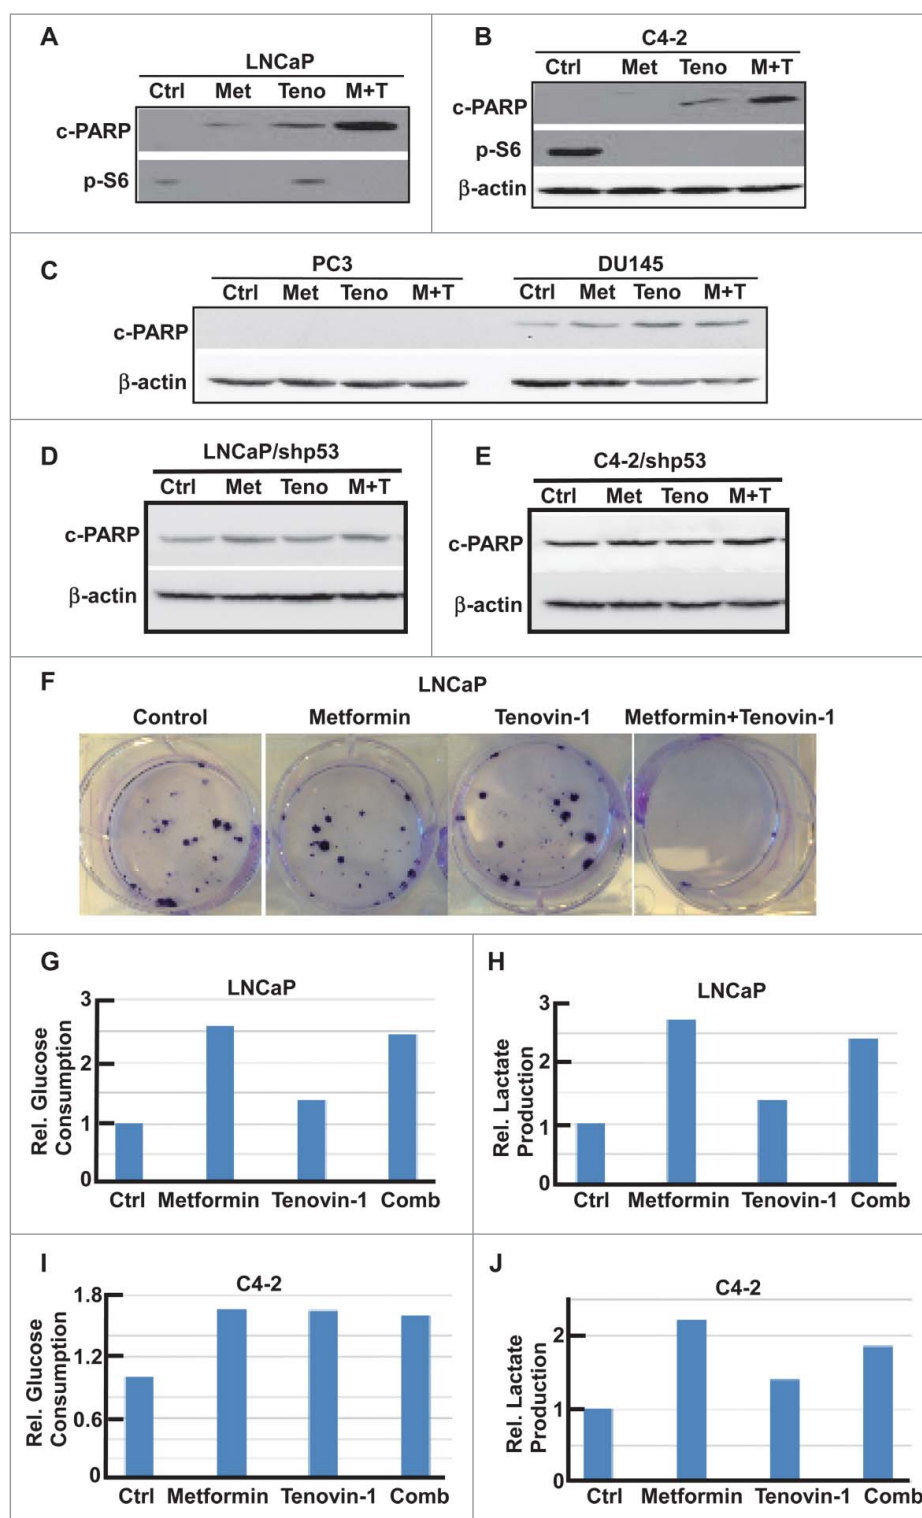 A
LNCaP
Ctrl Met Teno M+T
c-PARP
p-S6
B
C4-2
Ctrl Met Teno M+T
c-PARP
p-S6
β-actin
C
PC3 DU145
Ctrl Met Teno M+T Ctrl Met Teno M+T
c-PARP
β-actin
D
LNCaP/shp53
Ctrl Met Teno M+T
c-PARP
β-actin
E
C4-2/shp53
Ctrl Met Teno M+T
c-PARP
β-actin
F
LNCaP
Control Metformin Tenovin-1 Metformin+Tenovin-1
G
LNCaP
Rel. Glucose
Consumption
3
2
1
0
Ctrl Metformin Tenovin-1 Comb
H
LNCaP
Rel. Lactate
Production
3
2
1
0
Ctrl Metformin Tenovin-1 Comb
I
C4-2
Rel. Glucose
Consumption
1.8
1.2
0.6
0
Ctrl Metformin Tenovin-1 Comb
J
C4-2
Rel. Lactate
Production
2
1
0
Ctrl Metformin Tenovin-1 Comb